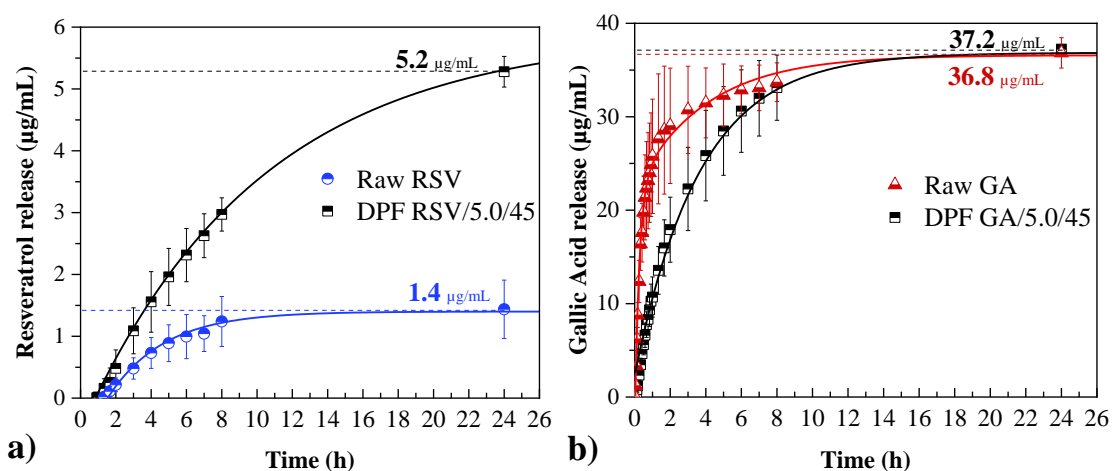 6
5
4
3
2
1
0
Resveratrol release (µg/mL)
5.2 µg/mL
Raw RSV
DPF RSV/5.0/45
1.4 µg/mL
0 2 4 6 8 10 12 14 16 18 20 22 24 26
Time (h)
a)
40
30
20
10
0
Gallic Acid release (µg/mL)
37.2 µg/mL
36.8 µg/mL
Raw GA
DPF GA/5.0/45
0 2 4 6 8 10 12 14 16 18 20 22 24 26
Time (h)
b)